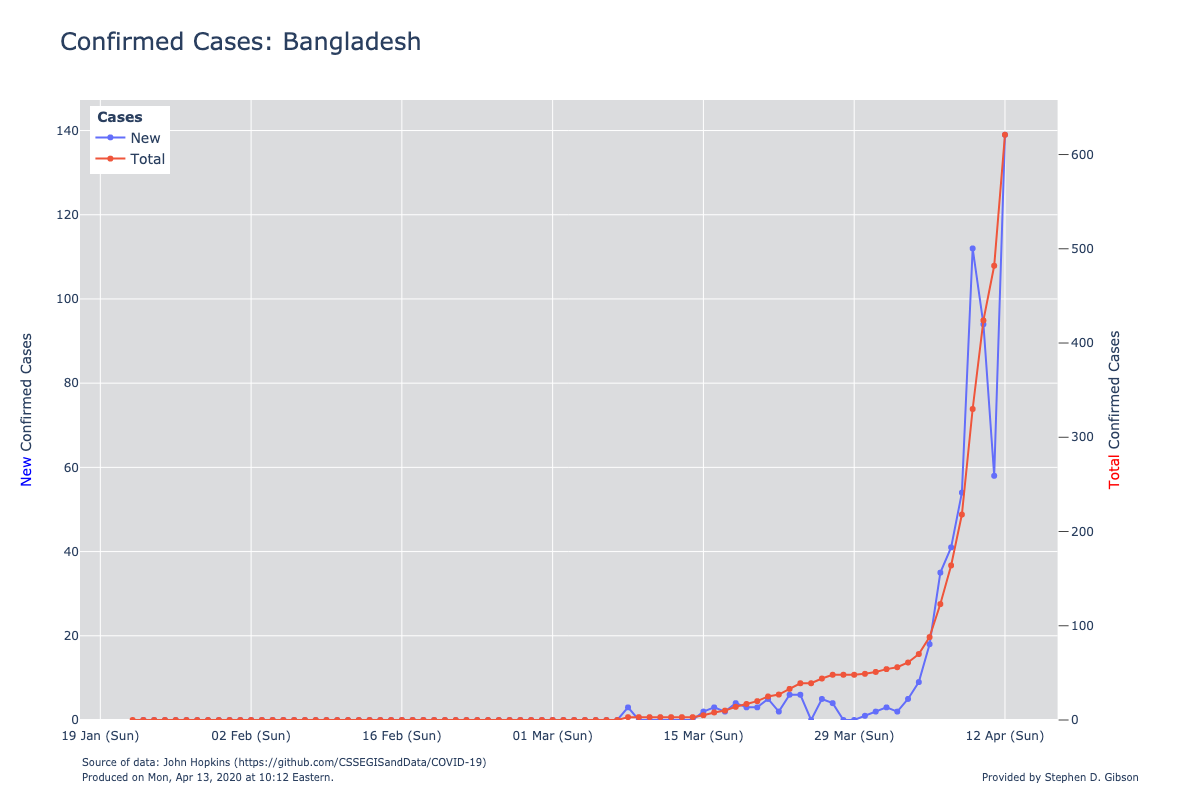 Confirmed Cases: Bangladesh
Cases
New
Total
140
120
100
80
60
40
20
0
600
500
400
300
200
100
0
New Confirmed Cases
Total Confirmed Cases
19 Jan (Sun)
02 Feb (Sun)
16 Feb (Sun)
01 Mar (Sun)
15 Mar (Sun)
29 Mar (Sun)
12 Apr (Sun)
Source of data: John Hopkins (https://github.com/CSSEGISandData/COVID-19)
Produced on Mon, Apr 13, 2020 at 10:12 Eastern.
Provided by Stephen D. Gibson